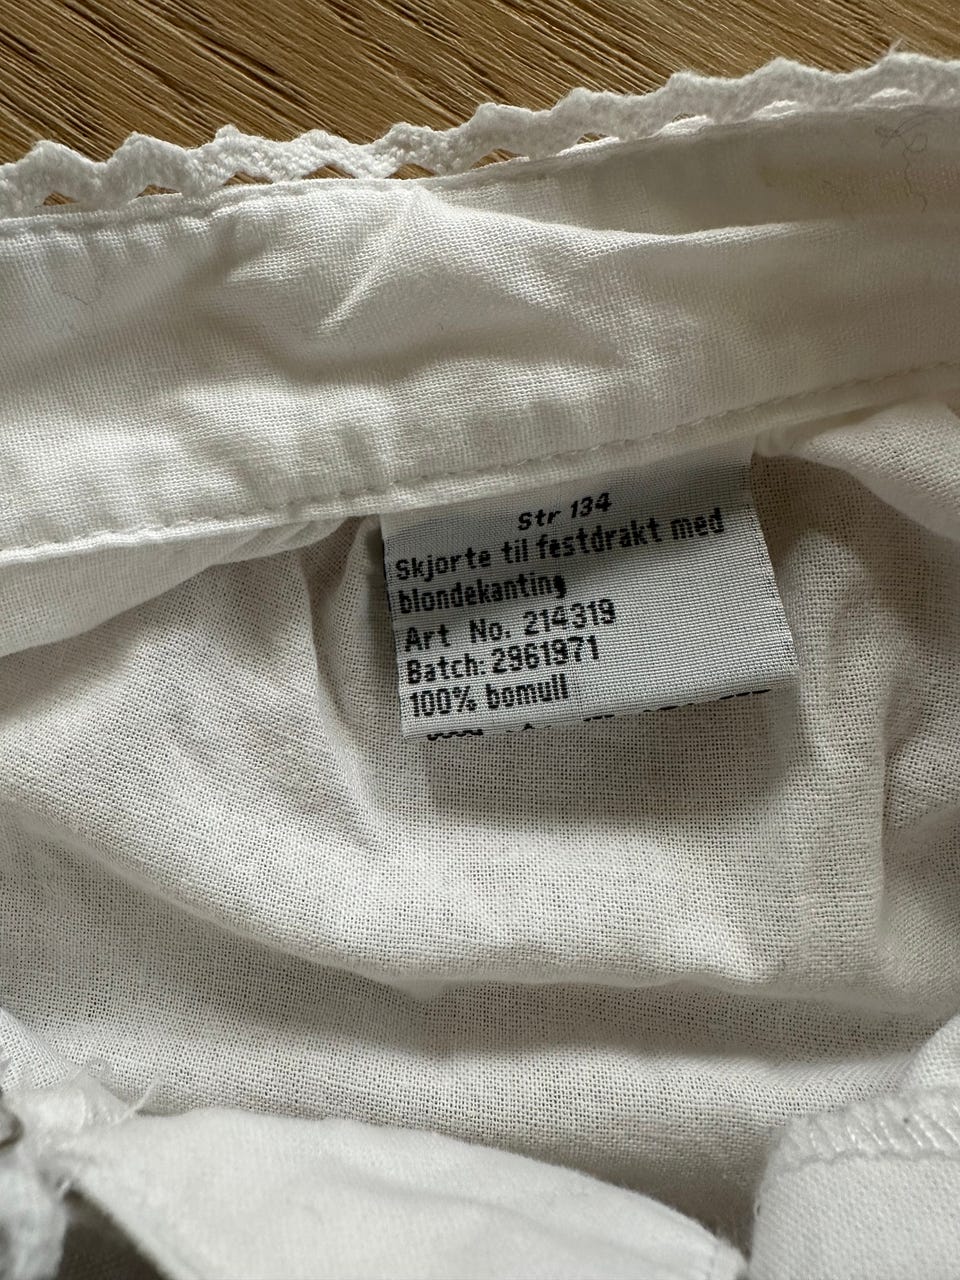 Str 134
Skjorte til festdrakt med
blondekanting
Art No. 214319
Batch: 2961971
100% bomull